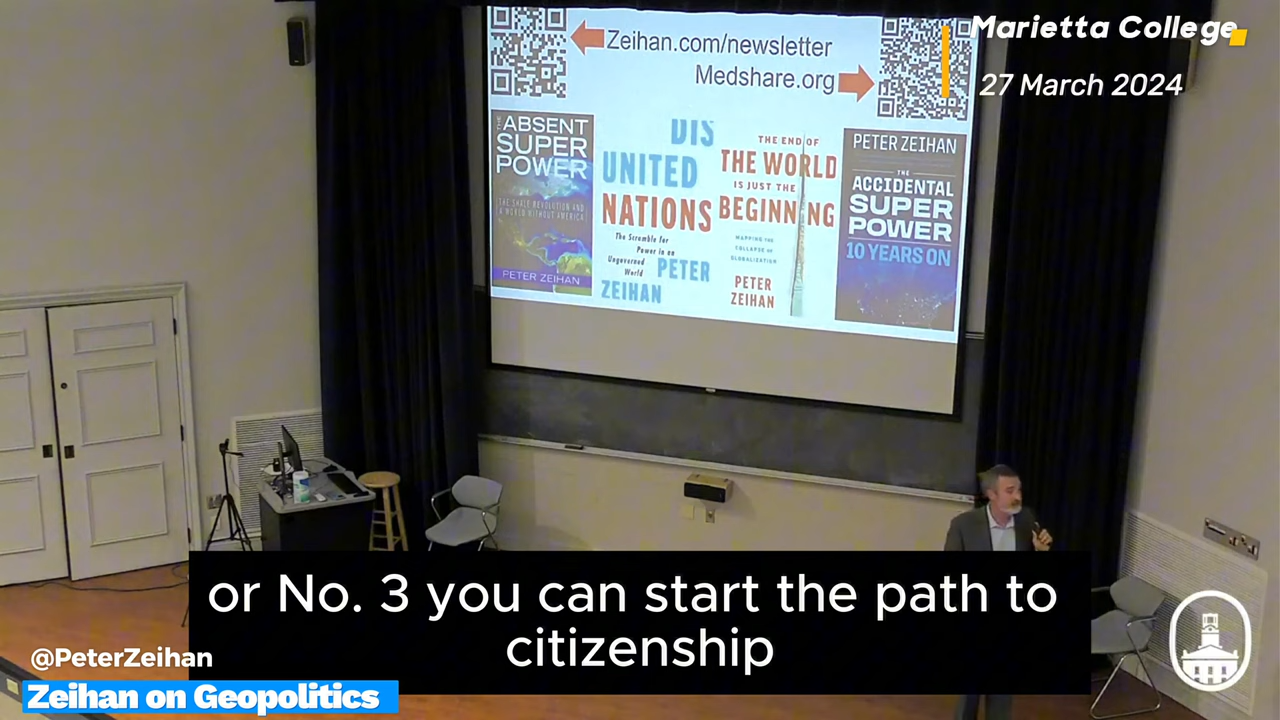 Marietta College
27 March 2024
Zeihan.com/newsletter
Medshare.org
THE
ABSENT
SUPER
POWER
THE SHALE REVOLUTION AND
A WORLD WITHOUT AMERICA
PETER ZEIHAN
DIS
UNITED
NATIONS
The Scramble for
Power in an
Ungoverned
World
PETER
ZEIHAN
THE END OF
THE WORLD
IS JUST THE
BEGINNING
MAPPING THE
COLLAPSE OF
GLOBALIZATION
PETER
ZEIHAN
PETER ZEIHAN
THE
ACCIDENTAL
SUPER
POWER
10 YEARS ON
or No. 3 you can start the path to
citizenship
@PeterZeihan
Zeihan on Geopolitics